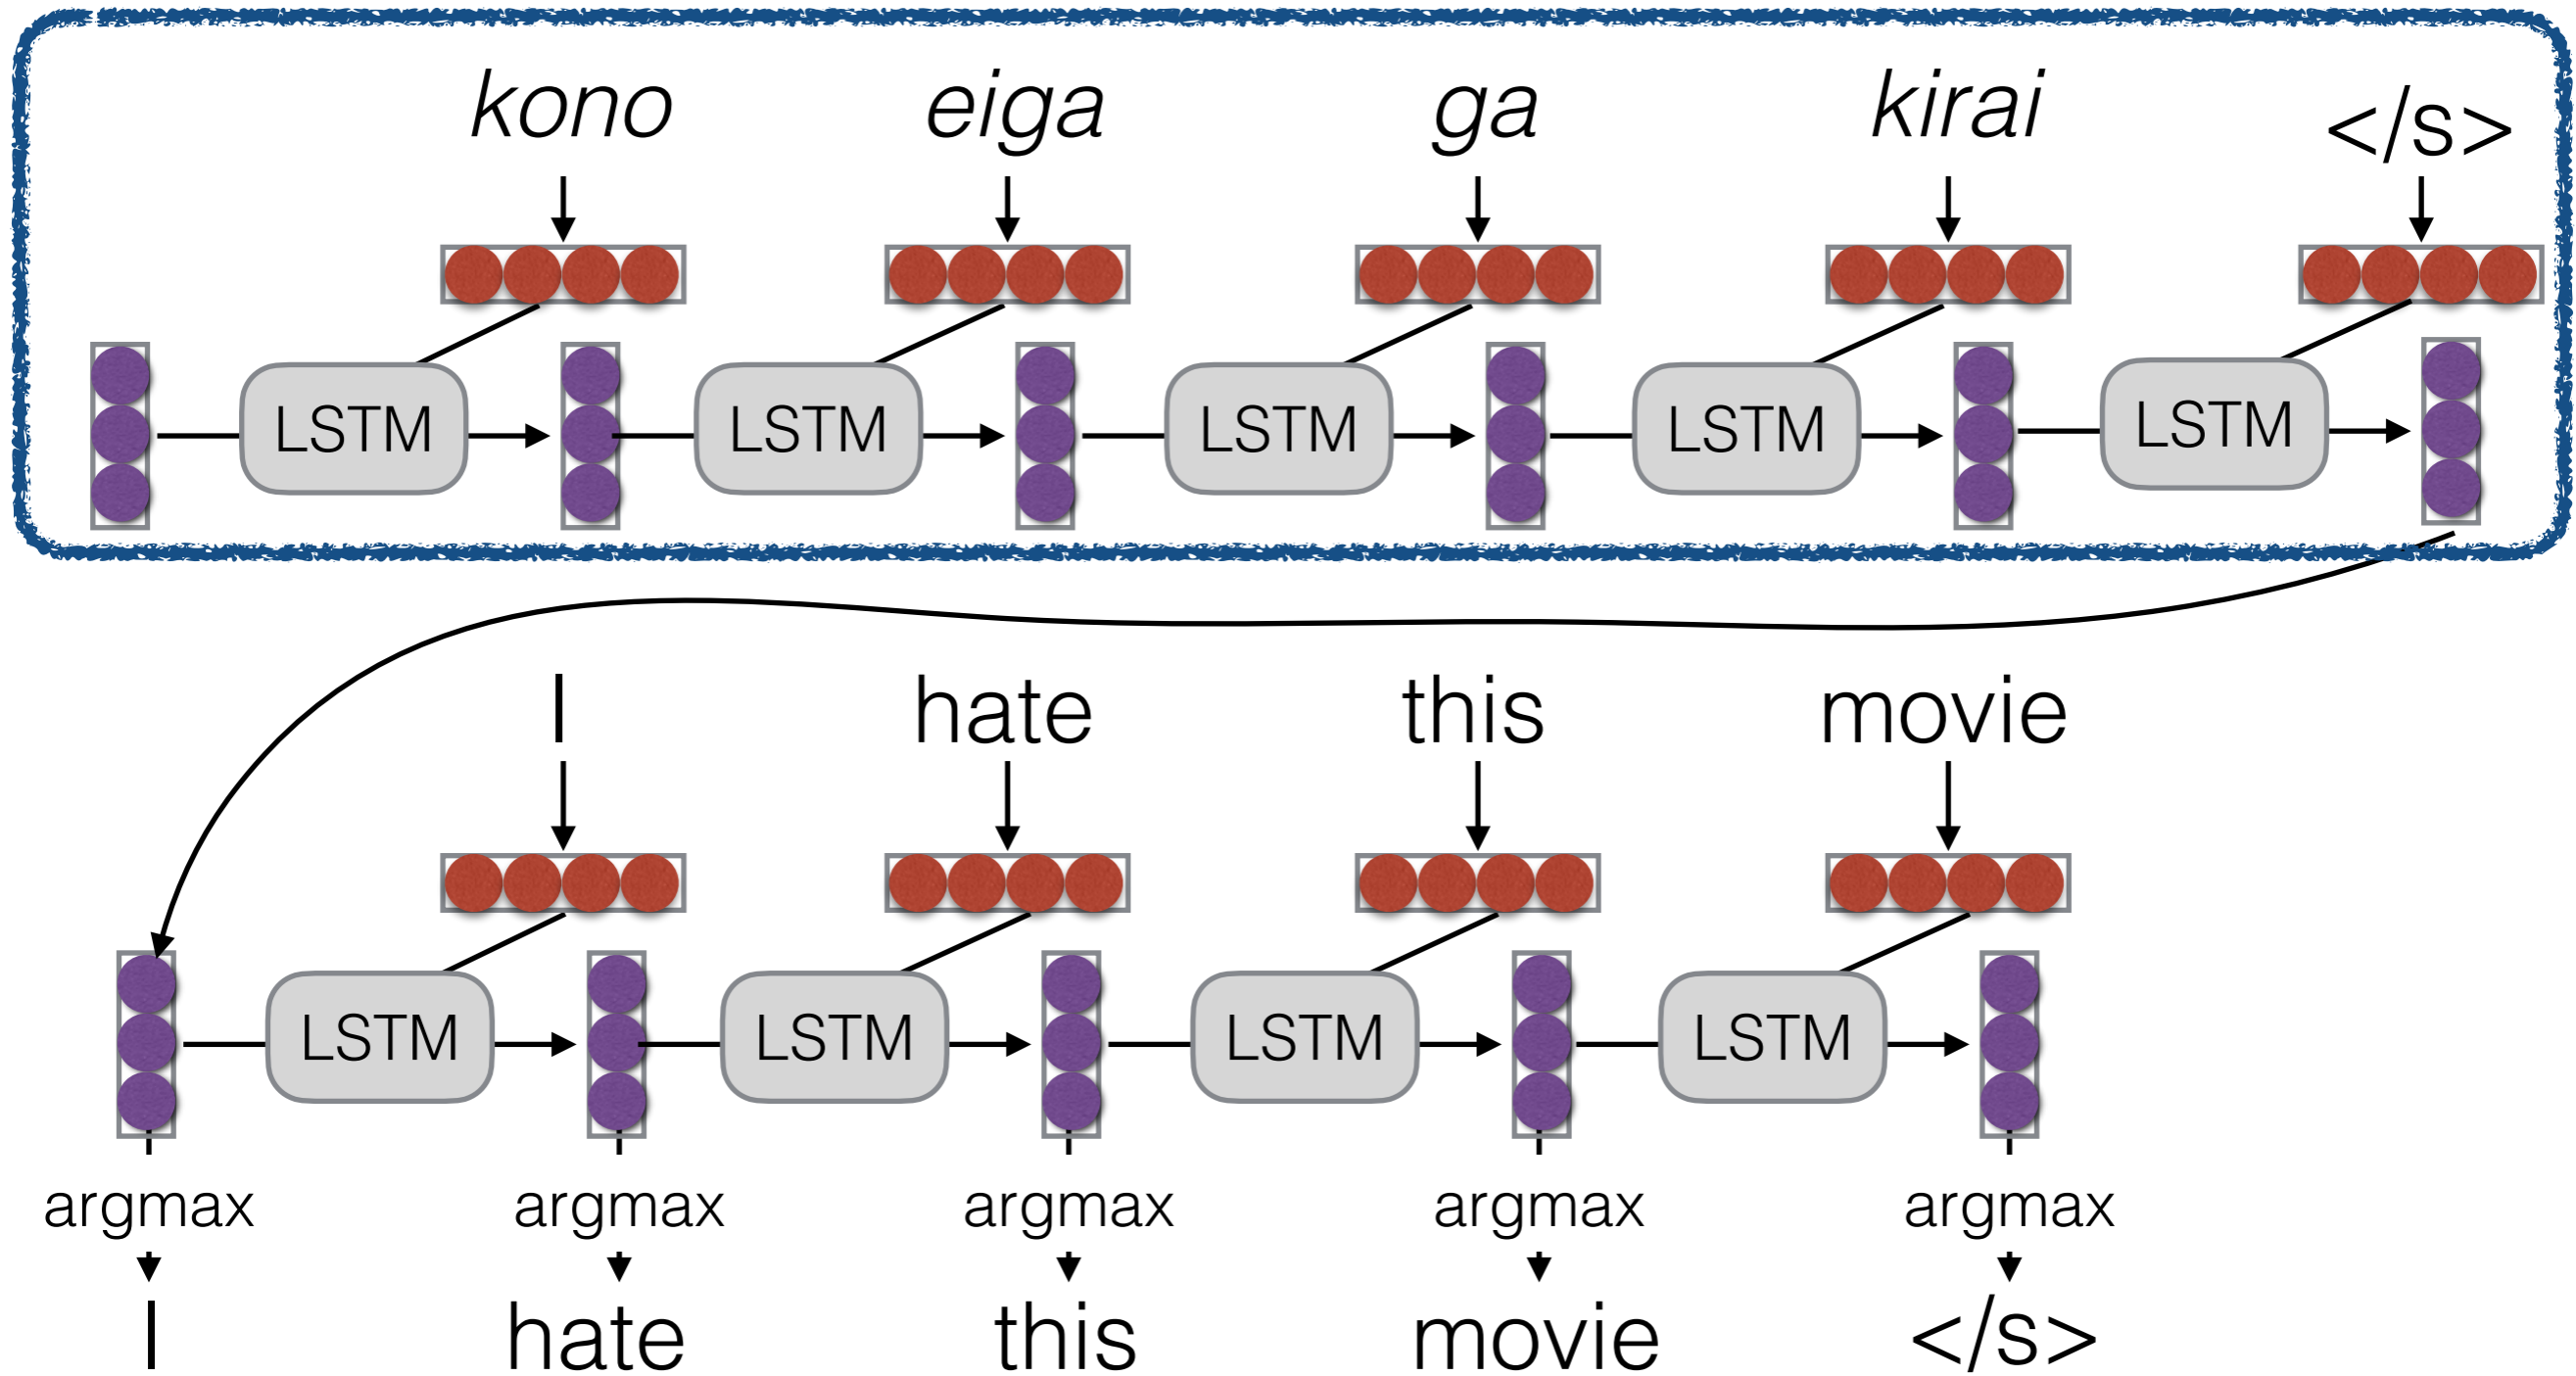 kono eiga ga kirai </s>
LSTM LSTM LSTM LSTM LSTM
I hate this movie
LSTM LSTM LSTM LSTM
argmax argmax argmax argmax argmax
I hate this movie </s>